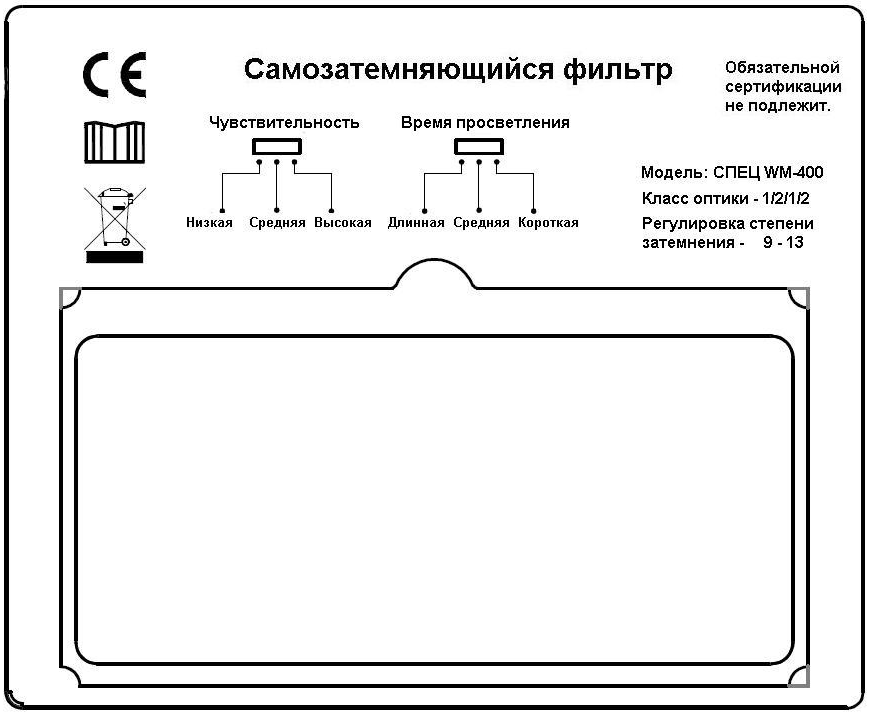 CE
Самозатемняющийся фильтр
Обязательной
сертификации
не подлежит.
Чувствительность
Низкая Средняя Высокая
Время просветления
Длинная Средняя Короткая
Модель: СПЕЦ WM-400
Класс оптики - 1/2/1/2
Регулировка степени
затемнения - 9 - 13